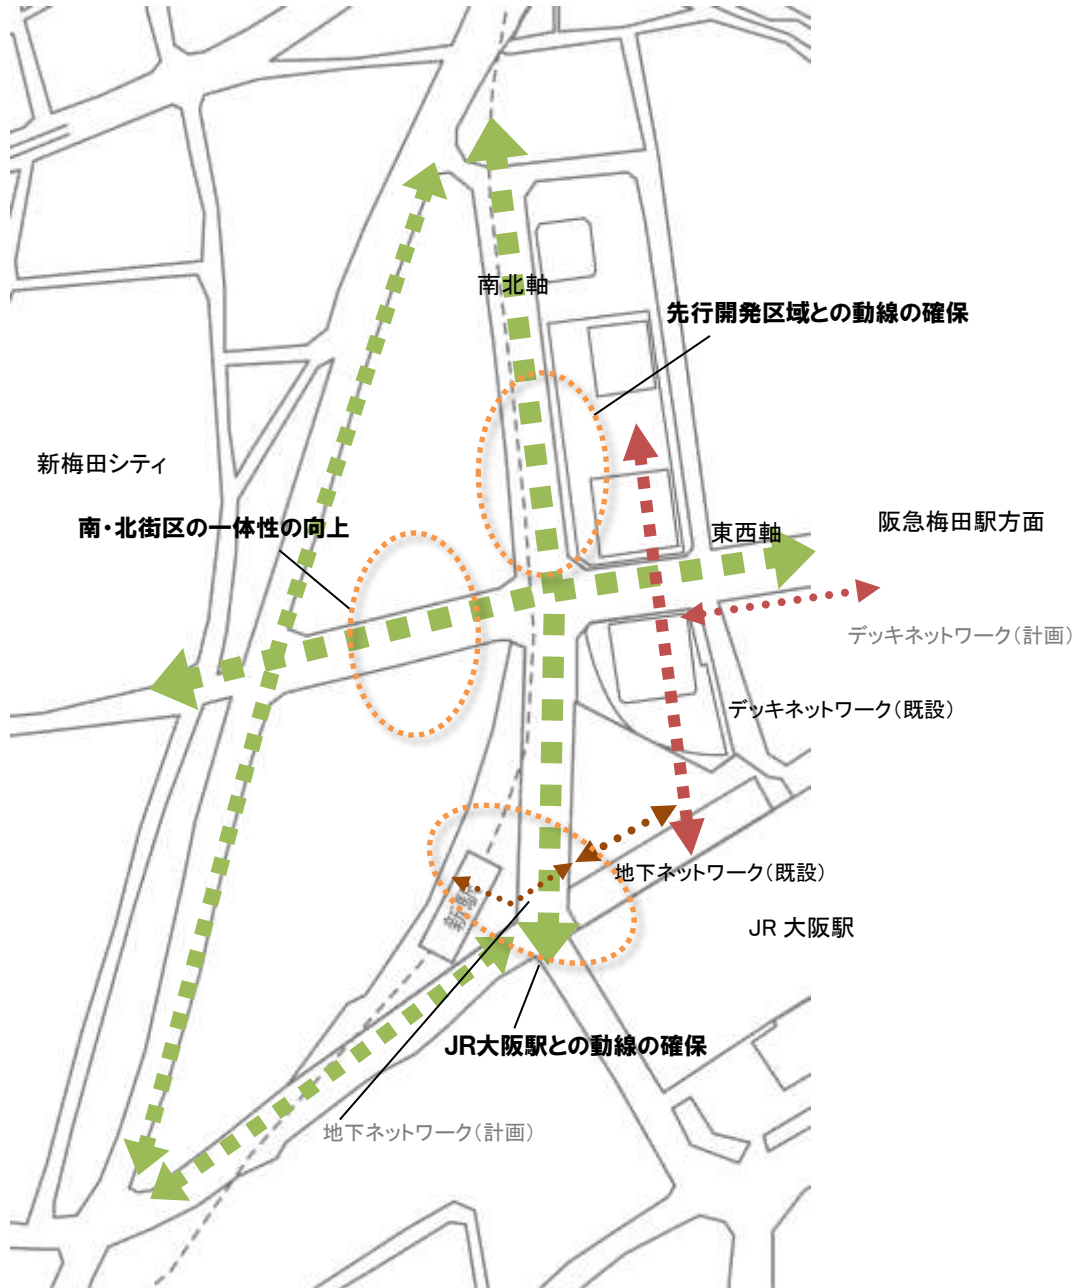 南北軸
先行開発区域との動線の確保
新梅田シティ
南・北街区の一体性の向上
東西軸
阪急梅田駅方面
デッキネットワーク（計画）
デッキネットワーク（既設）
地下ネットワーク（既設）
新駅
JR 大阪駅
JR大阪駅との動線の確保
地下ネットワーク（計画）